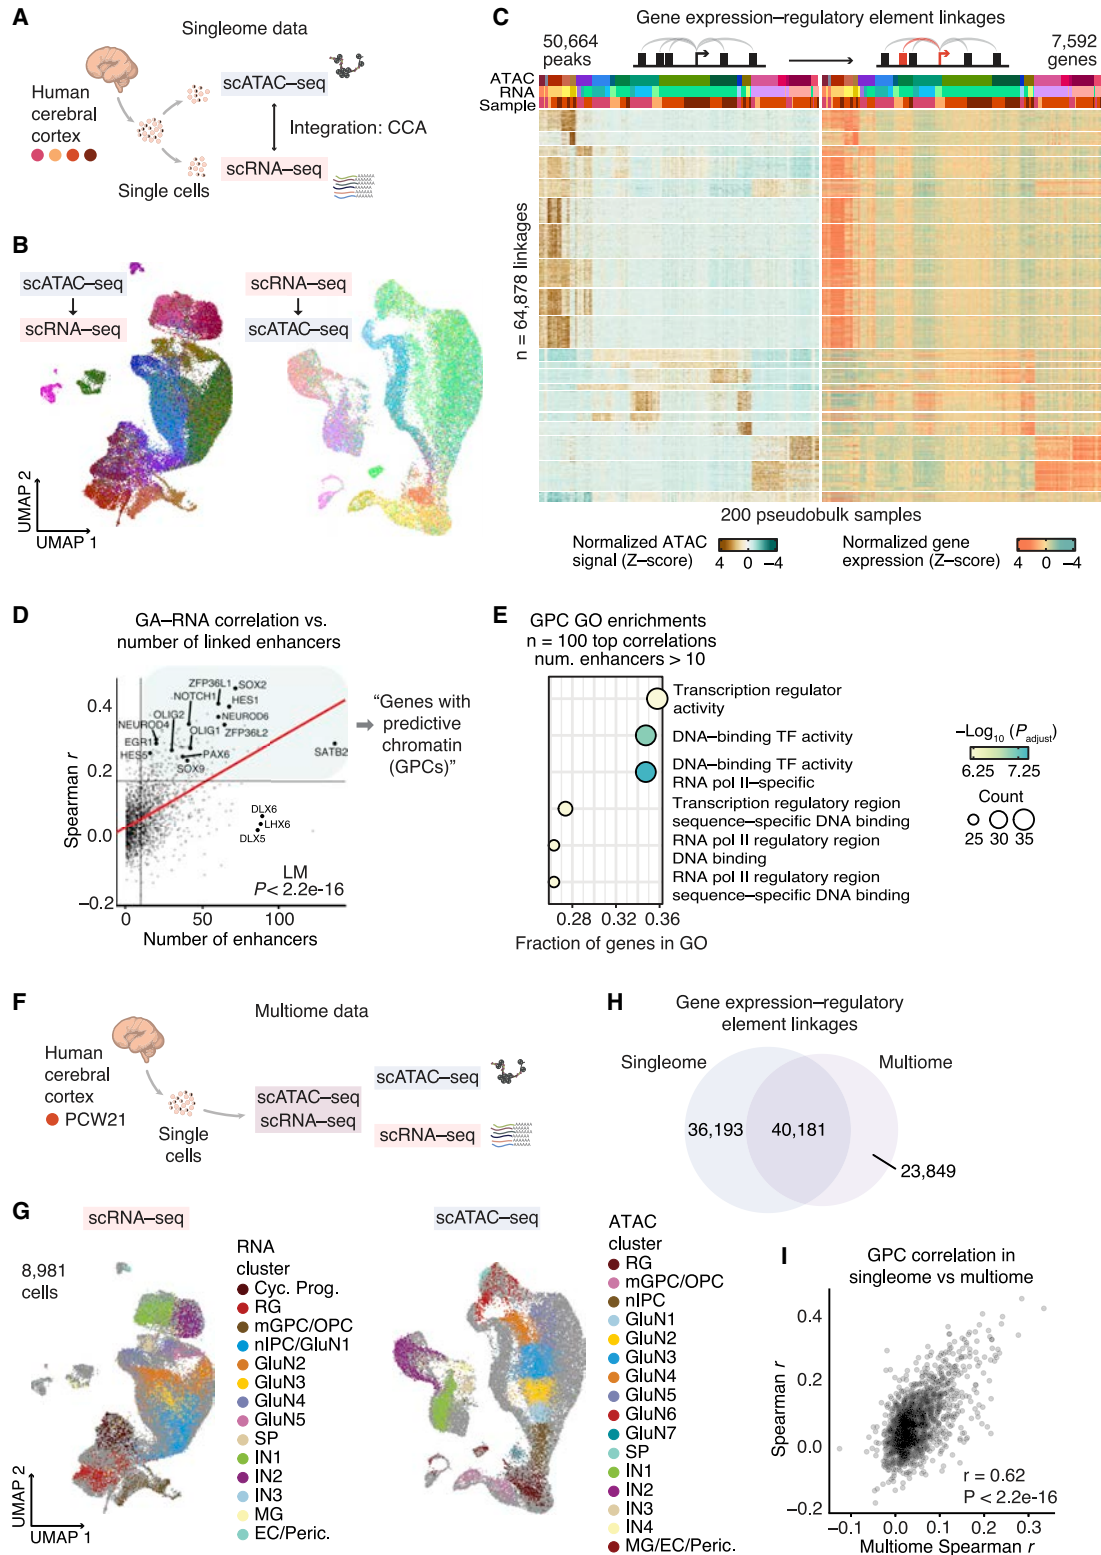 A
Singleome data
scATAC–seq
Human
cerebral
cortex
Integration: CCA
scRNA–seq
Single cells
B
scATAC–seq
scRNA–seq
scRNA–seq
scATAC–seq
UMAP 2
UMAP 1
C
Gene expression–regulatory element linkages
50,664
peaks
7,592
genes
ATAC
RNA
Sample
n = 64,878 linkages
200 pseudobulk samples
Normalized ATAC
signal (Z–score)
4 0 –4
Normalized gene
expression (Z–score)
4 0 –4
D
GA–RNA correlation vs.
number of linked enhancers
Spearman r
0.4
0.2
0.0
–0.2
ZFP36L1
SOX2
NOTCH1
HES1
OLIG2
NEUROD6
NEUROD4
OLIG1
ZFP36L2
EGR1
HES5
PAX6
SOX9
SATB2
DLX6
LHX6
DLX5
LM
P < 2.2e-16
0 50 100
Number of enhancers
“Genes with
predictive
chromatin
(GPCs)”
E
GPC GO enrichments
n = 100 top correlations
num. enhancers > 10
Transcription regulator
activity
DNA–binding TF activity
DNA–binding TF activity
RNA pol II–specific
Transcription regulatory region
sequence–specific DNA binding
RNA pol II regulatory region
DNA binding
RNA pol II regulatory region
sequence–specific DNA binding
0.28 0.32 0.36
Fraction of genes in GO
–Log10 (Padjust)
6.25 7.25
Count
25 30 35
F
Multiome data
Human
cerebral
cortex
PCW21
Single
cells
scATAC–seq
scRNA–seq
scATAC–seq
scRNA–seq
G
scRNA–seq
8,981
cells
UMAP 2
UMAP 1
RNA
cluster
Cyc. Prog.
RG
mGPC/OPC
nIPC/GluN1
GluN2
GluN3
GluN4
GluN5
SP
IN1
IN2
IN3
MG
EC/Peric.
scATAC–seq
ATAC
cluster
RG
mGPC/OPC
nIPC
GluN1
GluN2
GluN3
GluN4
GluN5
GluN6
GluN7
SP
IN1
IN2
IN3
IN4
MG/EC/Peric.
H
Gene expression–regulatory
element linkages
Singleome
Multiome
36,193
40,181
23,849
I
GPC correlation in
singleome vs multiome
Spearman r
0.4
0.2
0.0
–0.2
r = 0.62
P < 2.2e-16
–0.1 0.0 0.1 0.2 0.3
Multiome Spearman r